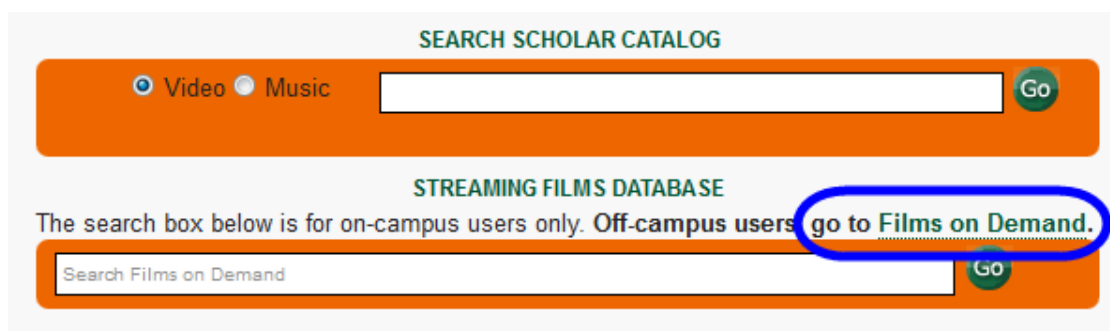 SEARCH SCHOLAR CATALOG
Video Music Go
STREAMING FILMS DATABASE
The search box below is for on-campus users only. Off-campus users go to Films on Demand.
Search Films on Demand Go